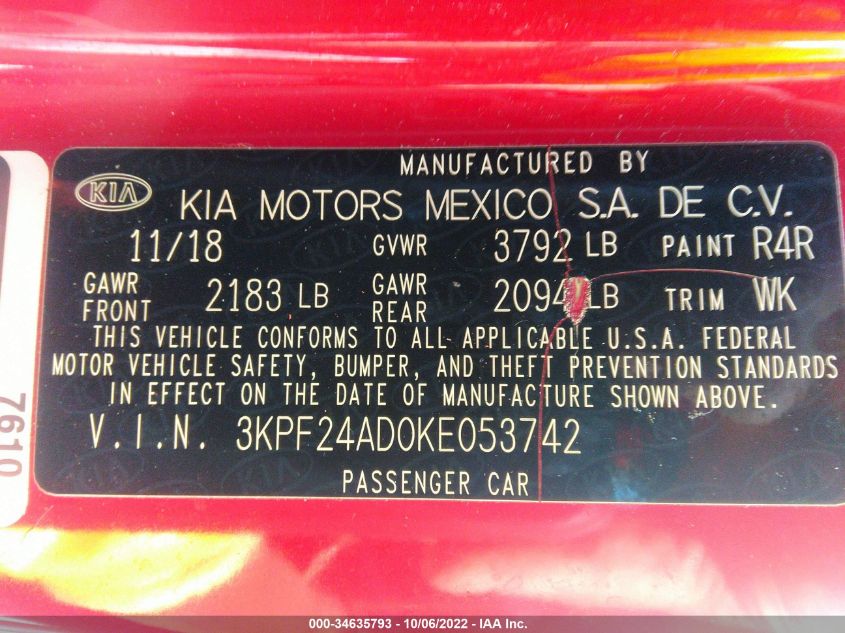 MANUFACTURED BY
KIA KIA MOTORS MEXICO S.A. DE C.V.
11/18 GVWR 3792 LB PAINT R4R
GAWR FRONT 2183 LB GAWR REAR 2094 LB TRIM WK
THIS VEHICLE CONFORMS TO ALL APPLICABLE U.S.A. FEDERAL
MOTOR VEHICLE SAFETY, BUMPER, AND THEFT PREVENTION STANDARDS
IN EFFECT ON THE DATE OF MANUFACTURE SHOWN ABOVE.
V.I.N. 3KPF24AD0KE053742
PASSENGER CAR
7610
000-34635793 - 10/06/2022 - IAA Inc.